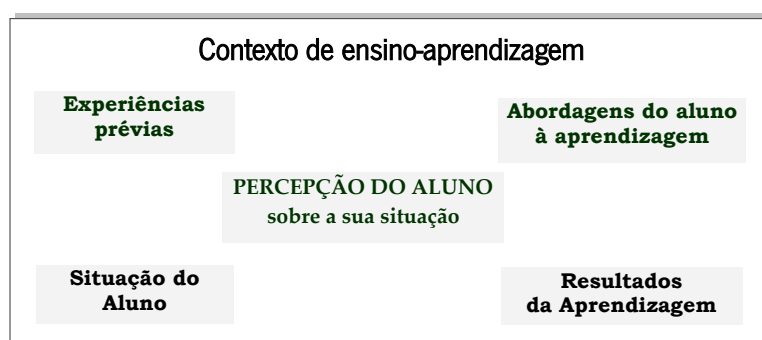 Contexto de ensino-aprendizagem
Experiências
prévias
Abordagens do aluno
à aprendizagem
PERCEPÇÃO DO ALUNO
sobre a sua situação
Situação do
Aluno
Resultados
da Aprendizagem